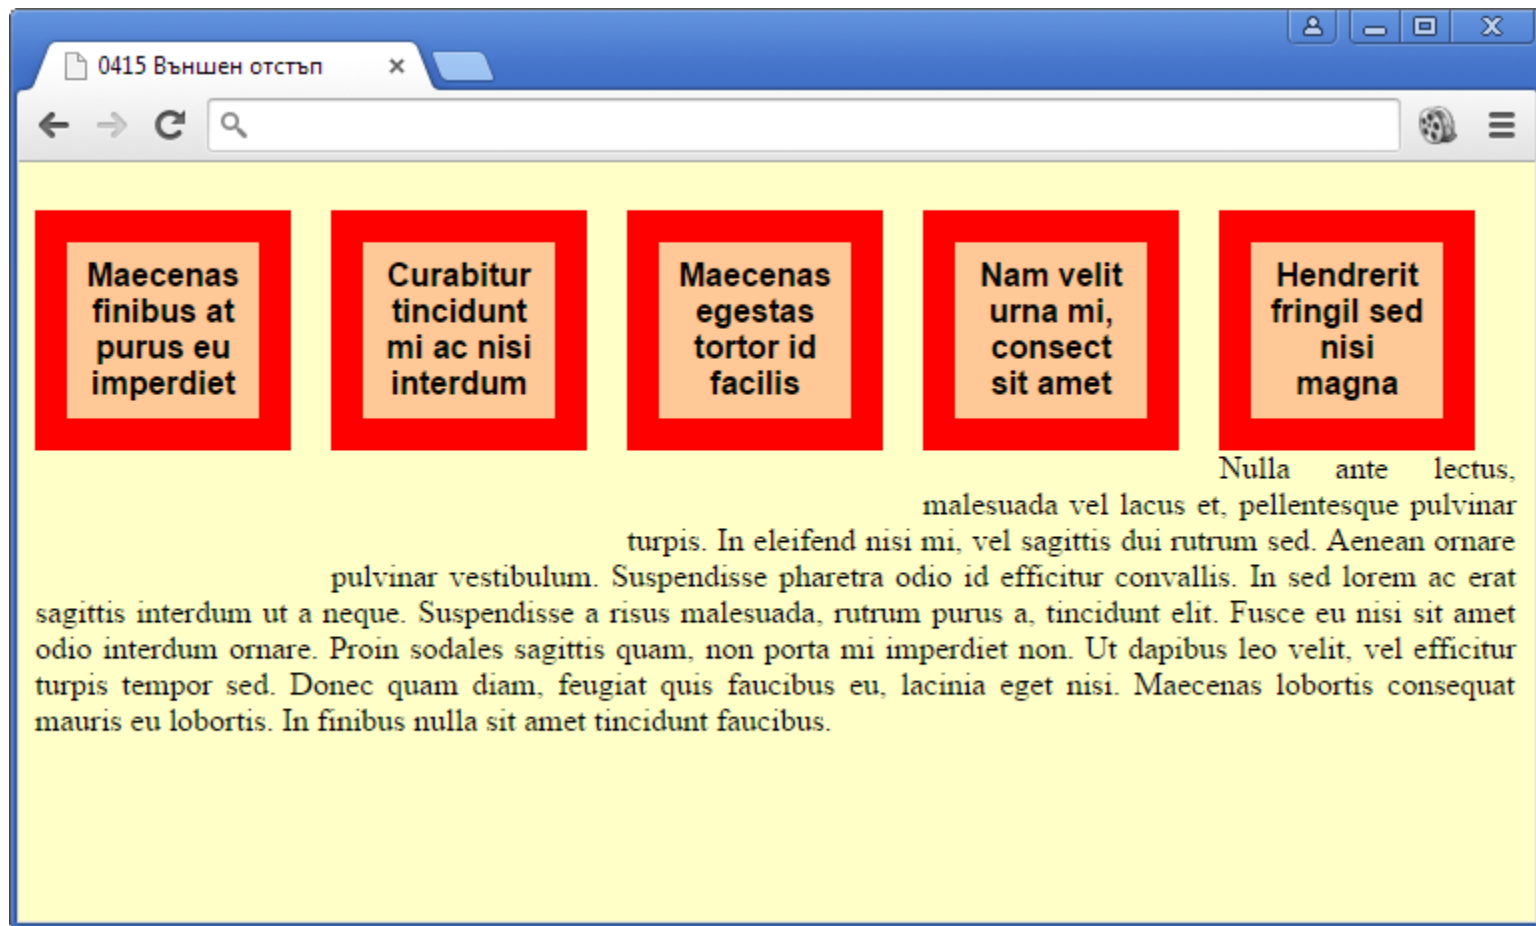 0415 Външен отстъп
Maecenas
finibus at
purus eu
imperdiet
Curabitur
tincidunt
mi ac nisi
interdum
Maecenas
egestas
tortor id
facilis
Nam velit
urna mi,
consect
sit amet
Hendrerit
fringil sed
nisi
magna
Nulla ante lectus,
malesuada vel lacus et, pellentesque pulvinar
turpis. In eleifend nisi mi, vel sagittis dui rutrum sed. Aenean ornare
pulvinar vestibulum. Suspendisse pharetra odio id efficitur convallis. In sed lorem ac erat
sagittis interdum ut a neque. Suspendisse a risus malesuada, rutrum purus a, tincidunt elit. Fusce eu nisi sit amet
odio interdum ornare. Proin sodales sagittis quam, non porta mi imperdiet non. Ut dapibus leo velit, vel efficitur
turpis tempor sed. Donec quam diam, feugiat quis faucibus eu, lacinia eget nisi. Maecenas lobortis consequat
mauris eu lobortis. In finibus nulla sit amet tincidunt faucibus.